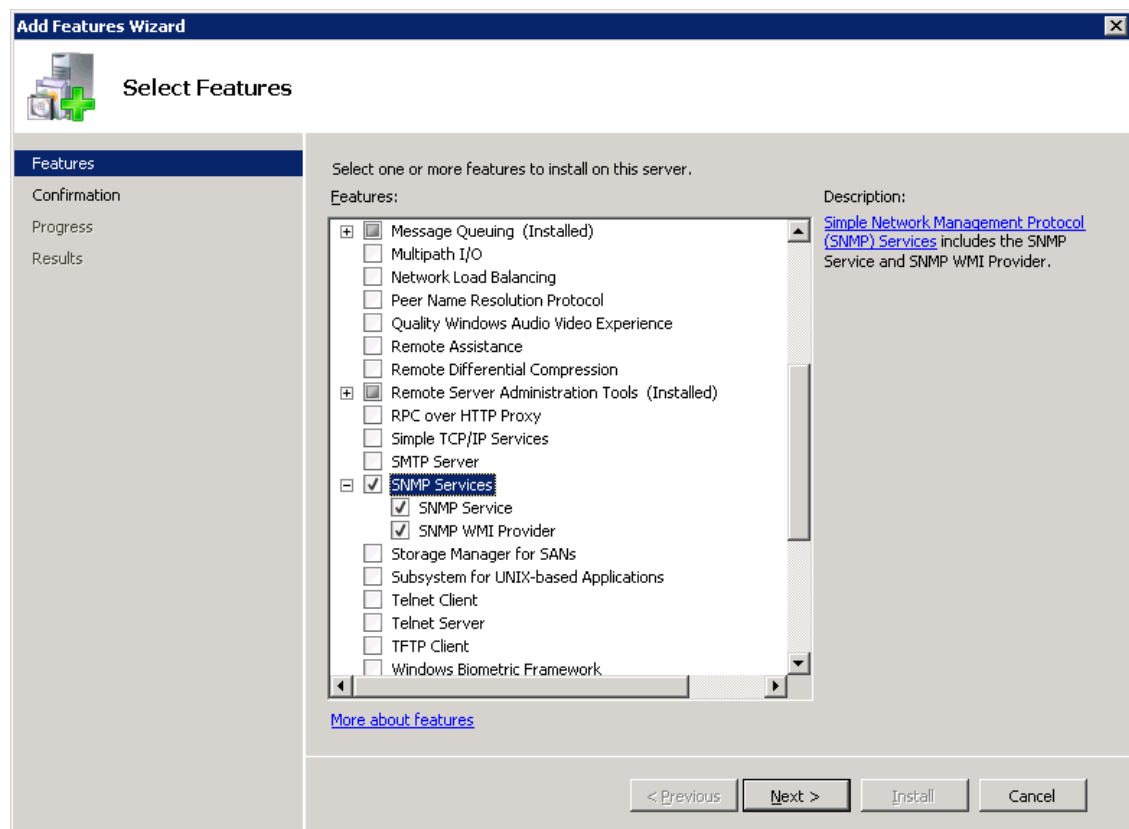 Add Features Wizard
Select Features
Features
Confirmation
Progress
Results
Select one or more features to install on this server.
Features:
Message Queuing (Installed)
Multipath I/O
Network Load Balancing
Peer Name Resolution Protocol
Quality Windows Audio Video Experience
Remote Assistance
Remote Differential Compression
Remote Server Administration Tools (Installed)
RPC over HTTP Proxy
Simple TCP/IP Services
SMTP Server
SNMP Services
SNMP Service
SNMP WMI Provider
Storage Manager for SANs
Subsystem for UNIX-based Applications
Telnet Client
Telnet Server
TFTP Client
Windows Biometric Framework
More about features
Description:
Simple Network Management Protocol
(SNMP) Services includes the SNMP
Service and SNMP WMI Provider.
< Previous
Next >
Install
Cancel